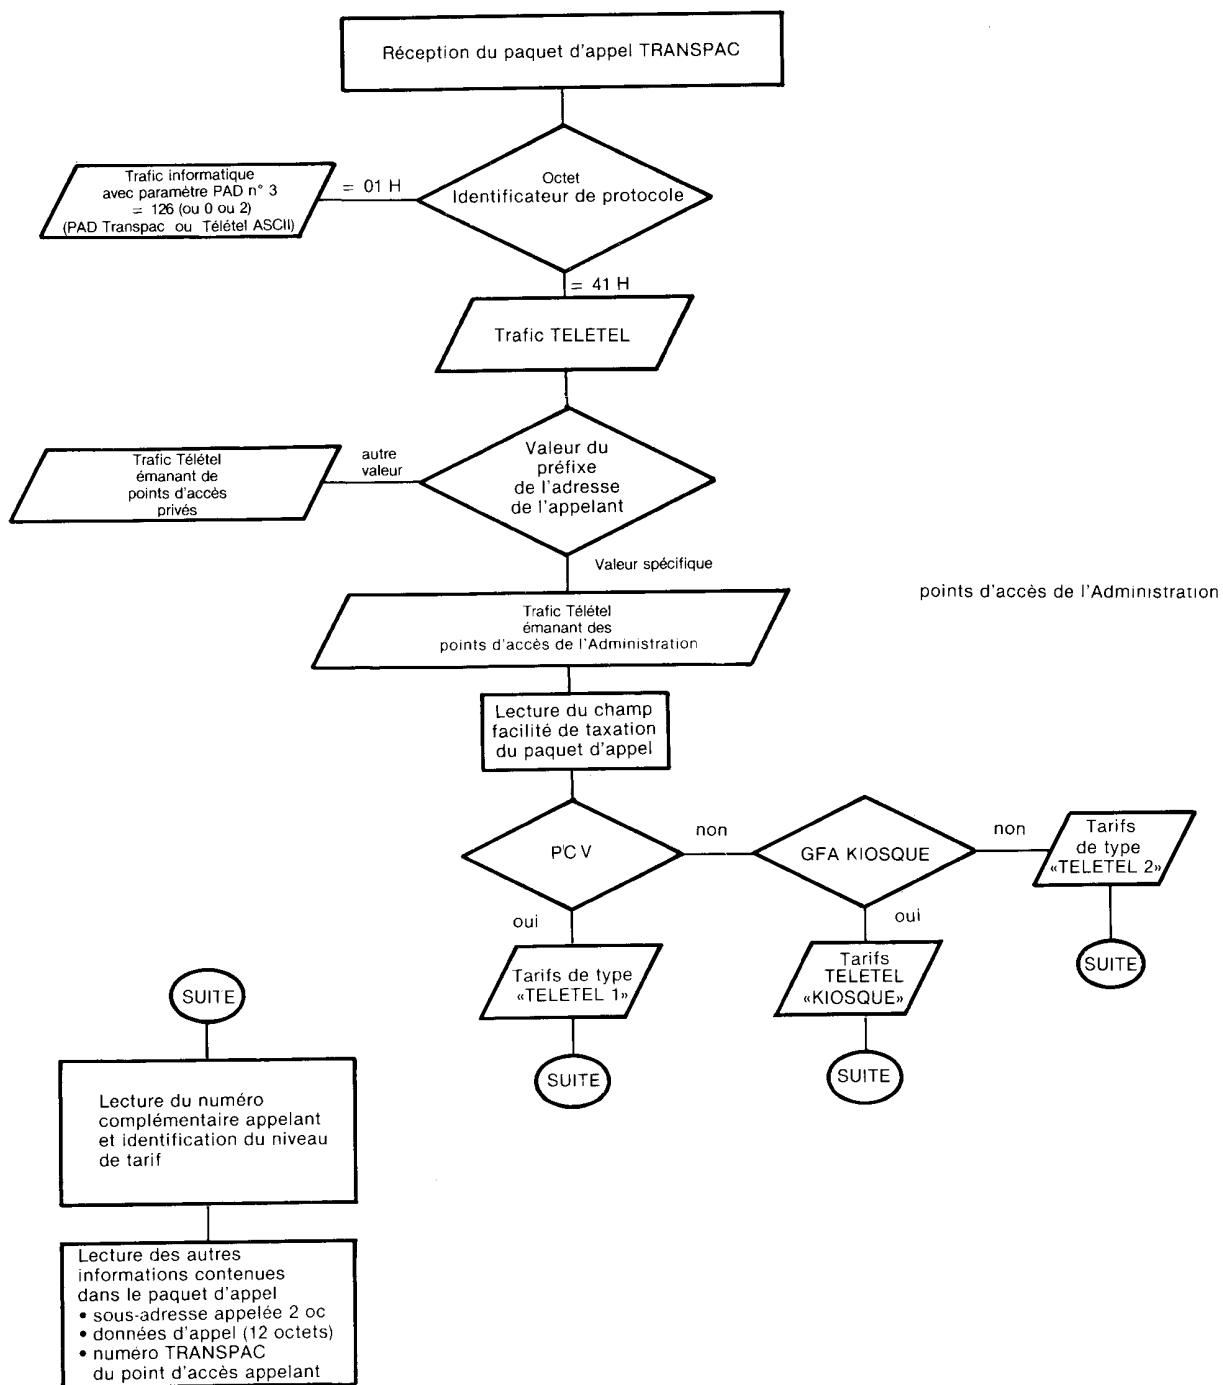 Réception du paquet d'appel TRANSPAC
Octet
Identificateur de protocole
= 01 H
Trafic informatique
avec paramètre PAD n° 3
= 126 (ou 0 ou 2)
(PAD Transpac ou Télétel ASCII)
= 41 H
Trafic TELETEL
Valeur du
préfixe
de l'adresse
de l'appelant
autre
valeur
Trafic Télétel
émanant de
points d'accès
privés
Valeur spécifique
Trafic Télétel
émanant des
points d'accès de l'Administration
points d'accès de l'Administration
Lecture du champ
facilité de taxation
du paquet d'appel
P'C V
non
GFA KIOSQUE
non
Tarifs
de type
«TELETEL 2»
oui
oui
Tarifs de type
«TELETEL 1»
Tarifs
TELETEL
«KIOSQUE»
SUITE
SUITE
SUITE
SUITE
Lecture du numéro
complémentaire appelant
et identification du niveau
de tarif
Lecture des autres
informations contenues
dans le paquet d'appel
• sous-adresse appelée 2 oc
• données d'appel (12 octets)
• numéro TRANSPAC
du point d'accès appelant